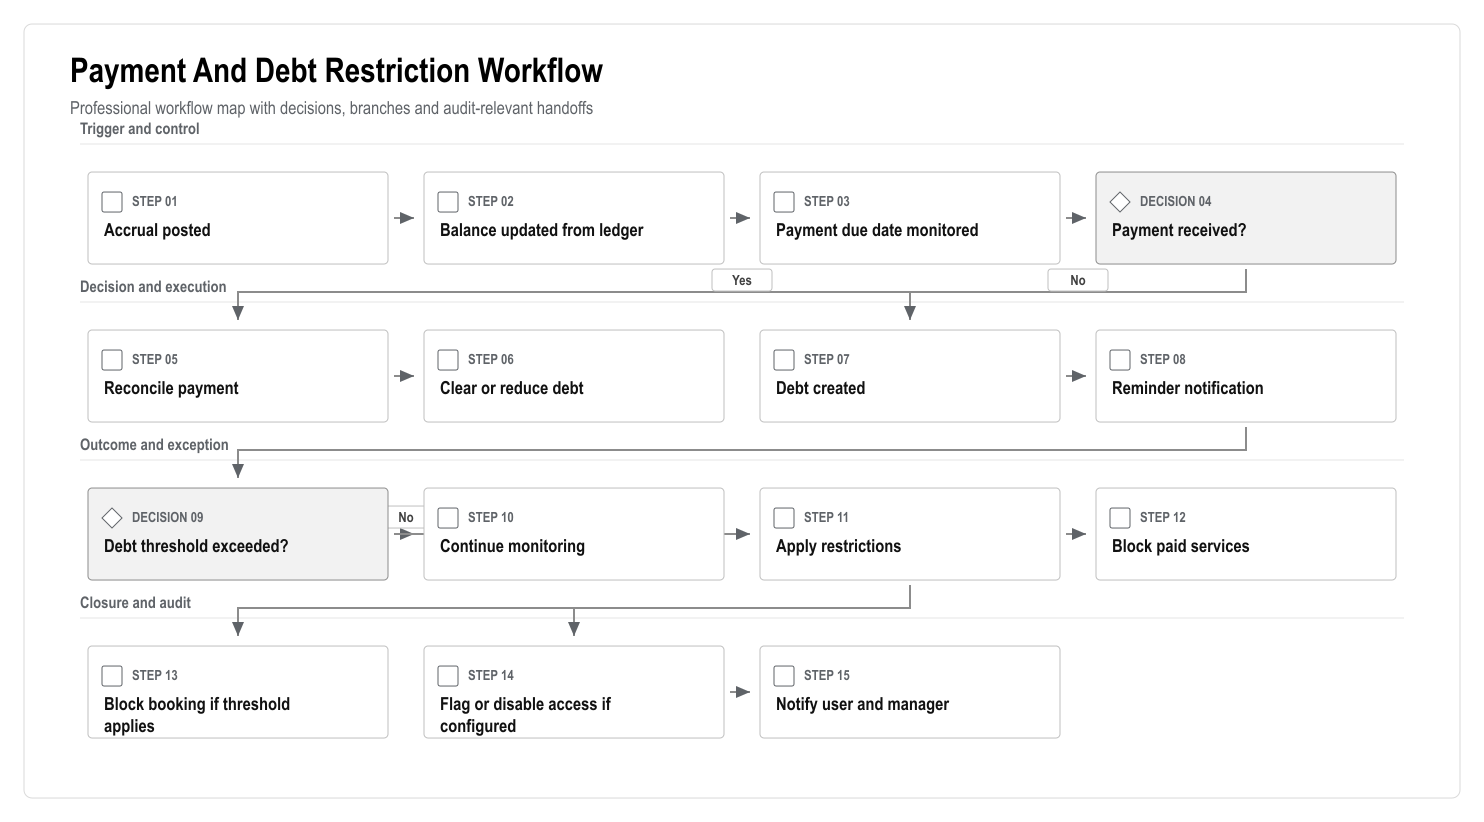 Payment And Debt Restriction Workflow
Professional workflow map with decisions, branches and audit-relevant handoffs
Trigger and control
STEP 01
Accrual posted
STEP 02
Balance updated from ledger
STEP 03
Payment due date monitored
DECISION 04
Payment received?
Yes
No
Decision and execution
STEP 05
Reconcile payment
STEP 06
Clear or reduce debt
STEP 07
Debt created
STEP 08
Reminder notification
Outcome and exception
DECISION 09
Debt threshold exceeded?
No
STEP 10
Continue monitoring
STEP 11
Apply restrictions
STEP 12
Block paid services
Closure and audit
STEP 13
Block booking if threshold
applies
STEP 14
Flag or disable access if
configured
STEP 15
Notify user and manager